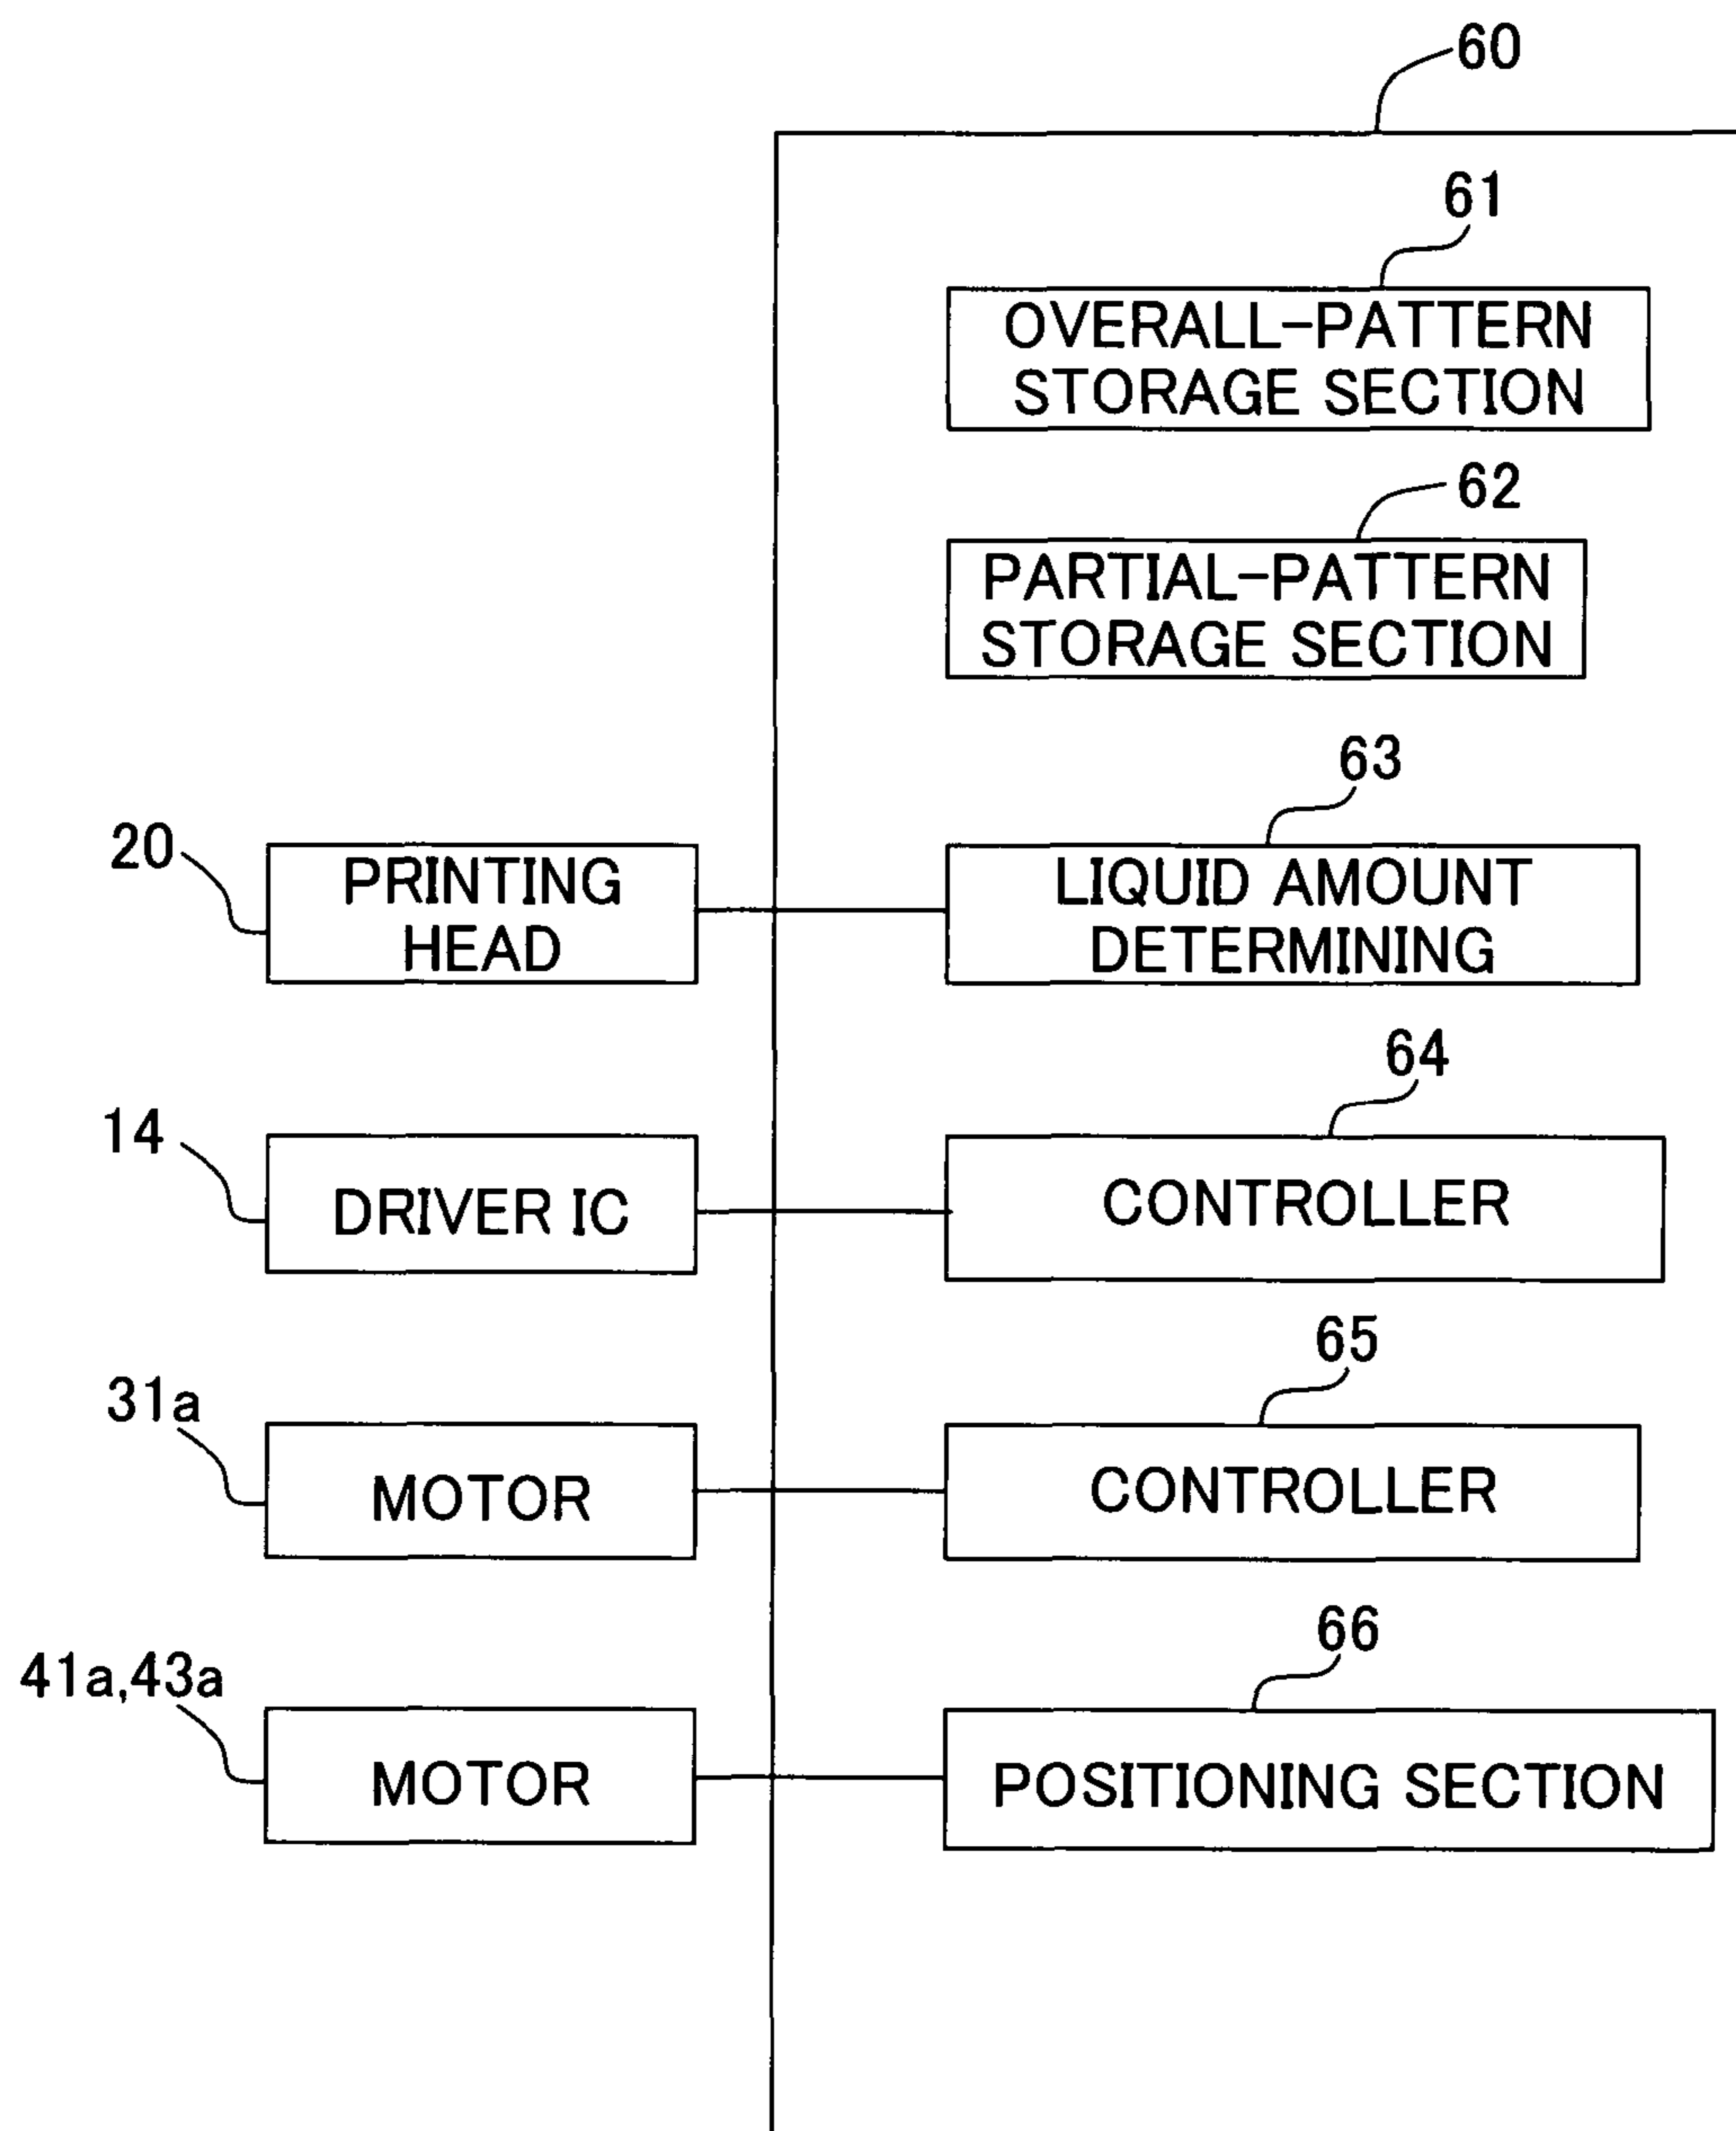 60
61
OVERALL-PATTERN
STORAGE SECTION
62
PARTIAL-PATTERN
STORAGE SECTION
63
20
PRINTING
HEAD
LIQUID AMOUNT
DETERMINING
64
14
DRIVER IC
CONTROLLER
65
31a
MOTOR
CONTROLLER
66
41a,43a
MOTOR
POSITIONING SECTION